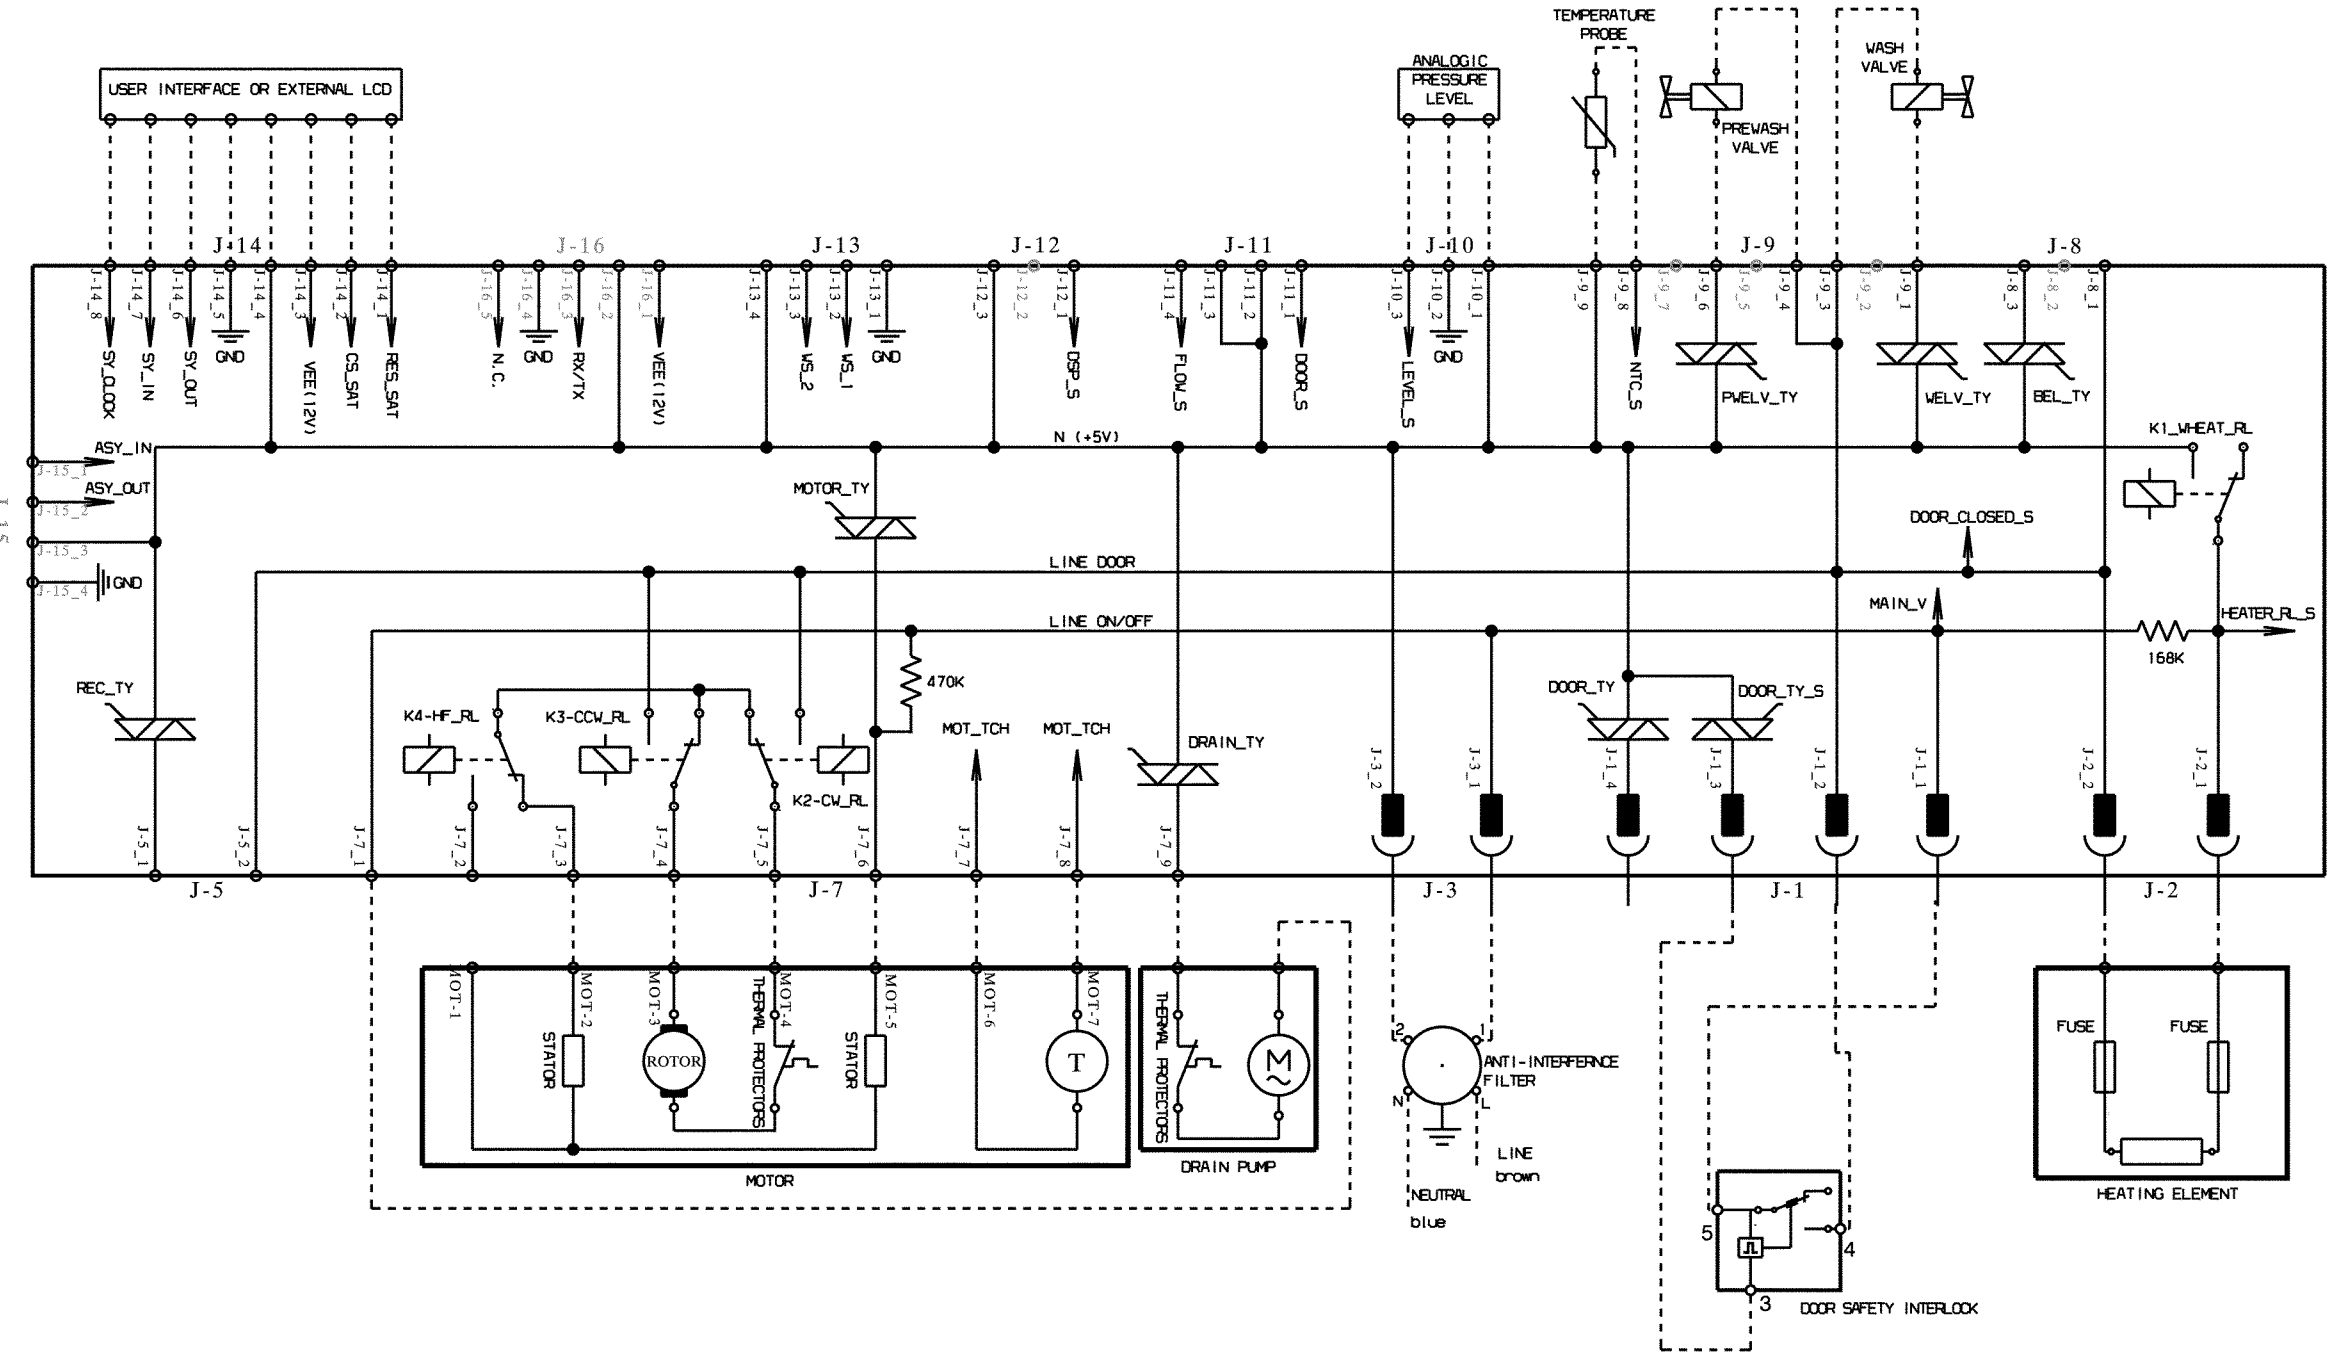 TEMPERATURE
PROBE
WASH
VALVE
ANALOGIC
PRESSURE
LEVEL
USER INTERFACE OR EXTERNAL LCD
PREWASH
VALVE
J-14
J-16
J-13
J-12
J-11
J-10
J-9
J-8
J-14_8
J-14_7
J-14_6
J-14_5
J-14_4
J-14_3
J-14_2
J-14_1
J-16_5
J-16_4
J-16_3
J-16_2
J-16_1
J-13_4
J-13_3
J-13_2
J-13_1
J-12_3
J-12_2
J-12_1
J-11_4
J-11_3
J-11_2
J-11_1
J-10_3
J-10_2
J-10_1
J-9_9
J-9_8
J-9_7
J-9_6
J-9_5
J-9_4
J-9_3
J-9_2
J-9_1
J-8_3
J-8_2
J-8_1
SY_CLOCK
SY_IN
SY_OUT
GND
VEE(12V)
CS_SAT
RES_SAT
N.C.
GND
RX/TX
VEE(12V)
WS_2
WS_1
GND
DSP_S
FLOW_S
DOOR_S
LEVEL_S
GND
NTC_S
PWELV_TY
WELV_TY
BEL_TY
K1_WHEAT_RL
N (+5V)
ASY_IN
J-15_1
ASY_OUT
J-15_2
J-15
J-15_3
GND
J-15_4
MOTOR_TY
DOOR_CLOSED_S
LINE DOOR
MAIN_V
LINE ON/OFF
HEATER_RL_S
168K
470K
REC_TY
K4-HF_RL
K3-CCW_RL
K2-CW_RL
MOT_TCH
MOT_TCH
DRAIN_TY
DOOR_TY
DOOR_TY_S
J-5_1
J-5_2
J-7_1
J-7_2
J-7_3
J-7_4
J-7_5
J-7_6
J-7_7
J-7_8
J-7_9
J-3_2
J-3_1
J-1_4
J-1_3
J-1_2
J-1_1
J-2_2
J-2_1
J-5
J-7
J-3
J-1
J-2
MOT-1
MOT-2
MOT-3
MOT-4
MOT-5
MOT-6
MOT-7
STATOR
ROTOR
THERMAL PROTECTORS
STATOR
T
THERMAL PROTECTORS
M
MOTOR
DRAIN PUMP
2
1
N
L
ANTI-INTERFERNCE
FILTER
LINE
brown
NEUTRAL
blue
FUSE
FUSE
HEATING ELEMENT
5
4
3
DOOR SAFETY INTERLOCK